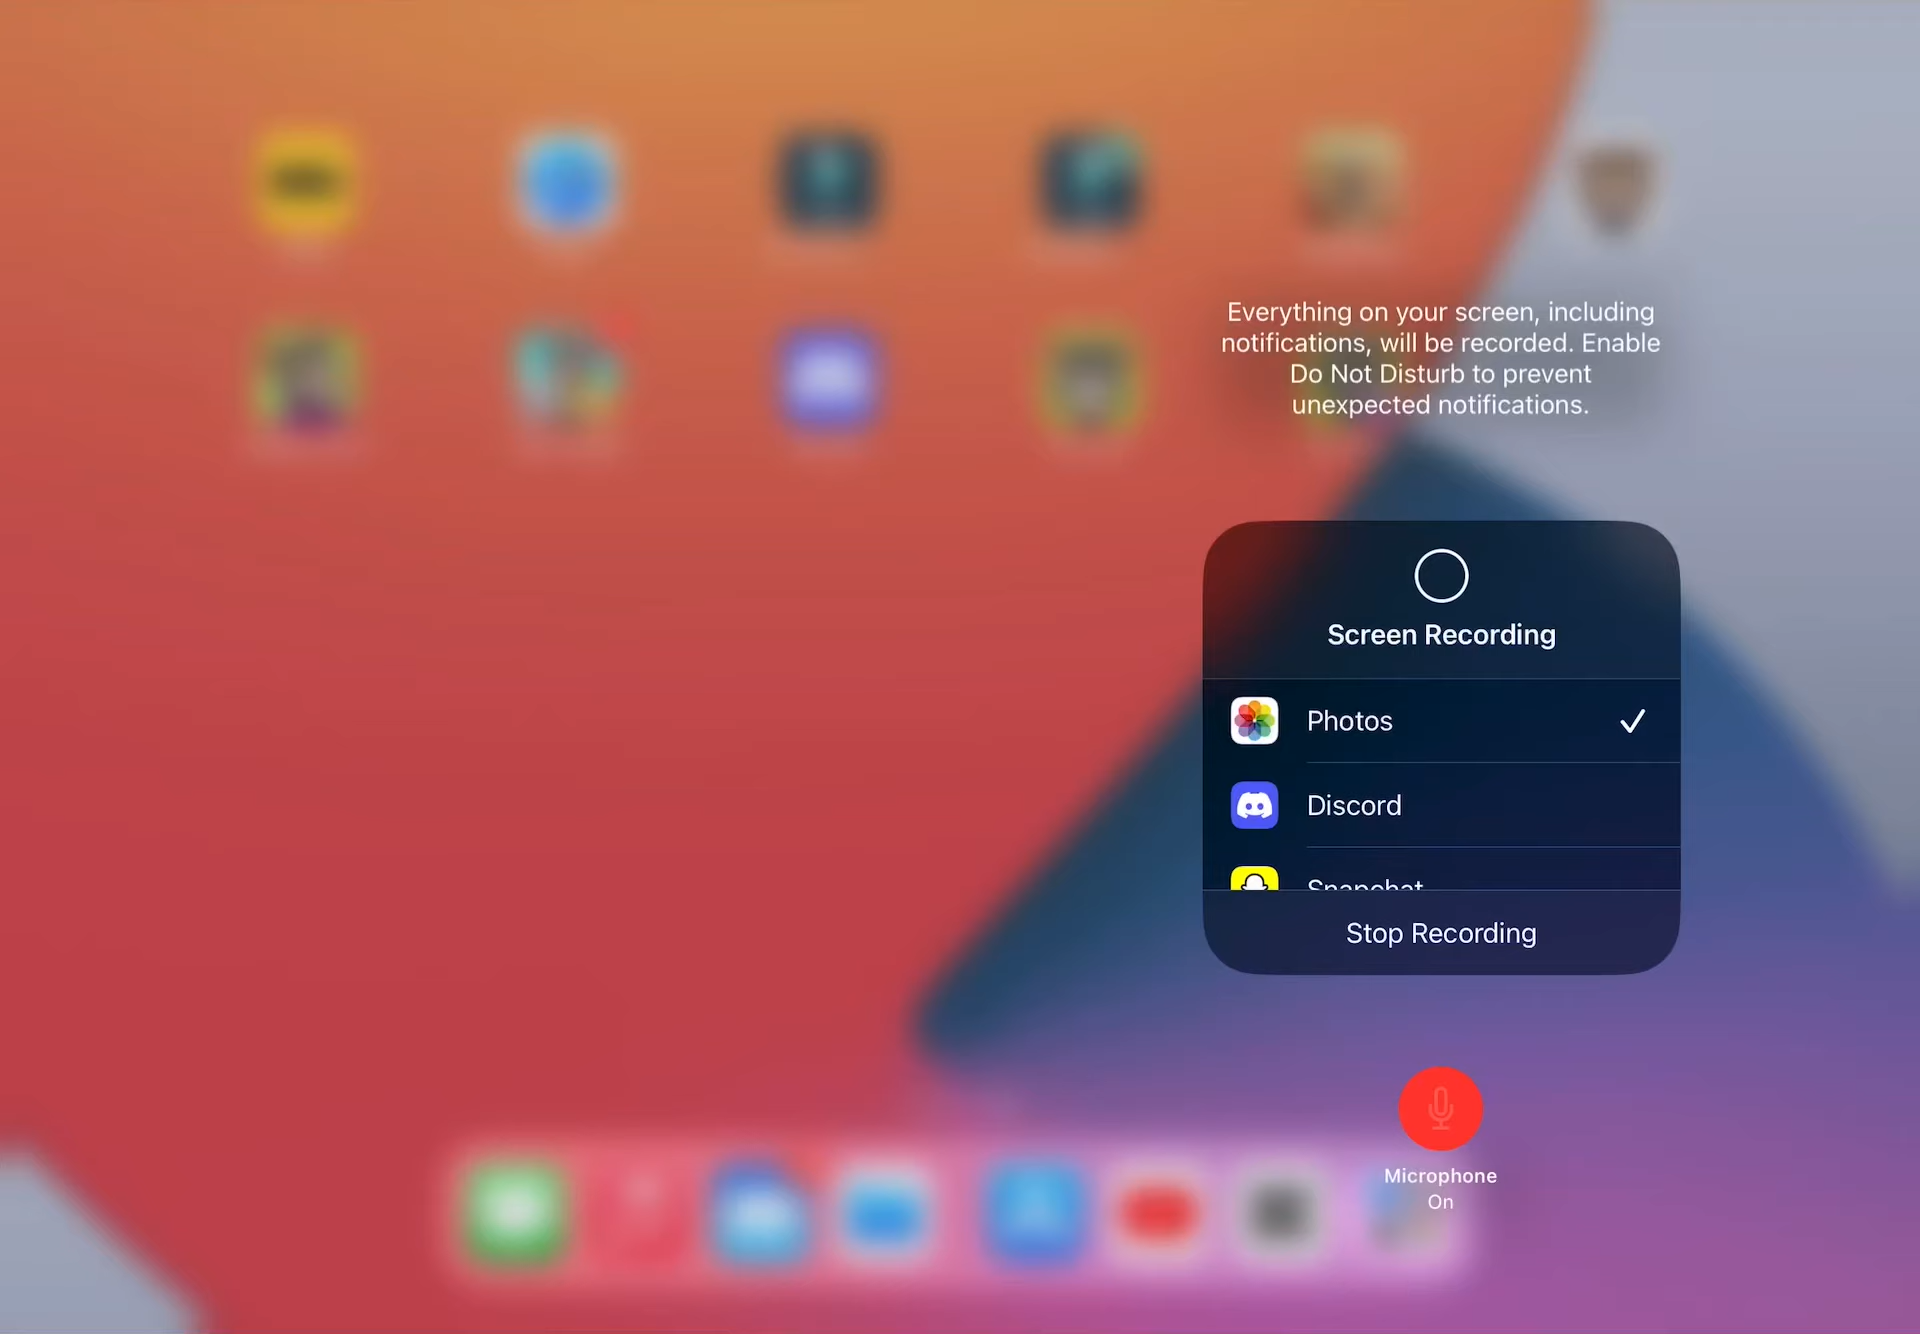 Everything on your screen, including
notifications, will be recorded. Enable
Do Not Disturb to prevent
unexpected notifications.
Screen Recording
Photos
Discord
Snapchat
Stop Recording
Microphone
On